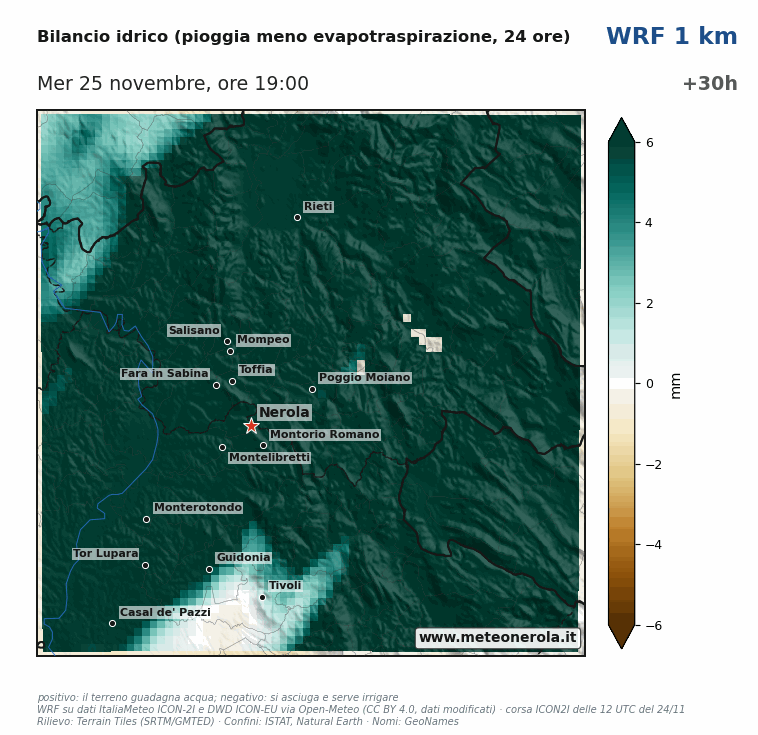 Bilancio idrico (pioggia meno evapotraspirazione, 24 ore)
WRF 1 km
Mer 25 novembre, ore 19:00
+30h
Rieti
Salisano
Mompeo
Toffia
Fara in Sabina
Poggio Moiano
Nerola
Montorio Romano
Montelibretti
Monterotondo
Tor Lupara
Guidonia
Tivoli
Casal de' Pazzi
www.meteonerola.it
6
4
2
0
−2
−4
−6
mm
positivo: il terreno guadagna acqua; negativo: si asciuga e serve irrigare
WRF su dati ItaliaMeteo ICON-2I e DWD ICON-EU via Open-Meteo (CC BY 4.0, dati modificati) · corsa ICON2I delle 12 UTC del 24/11
Rilievo: Terrain Tiles (SRTM/GMTED) · Confini: ISTAT, Natural Earth · Nomi: GeoNames